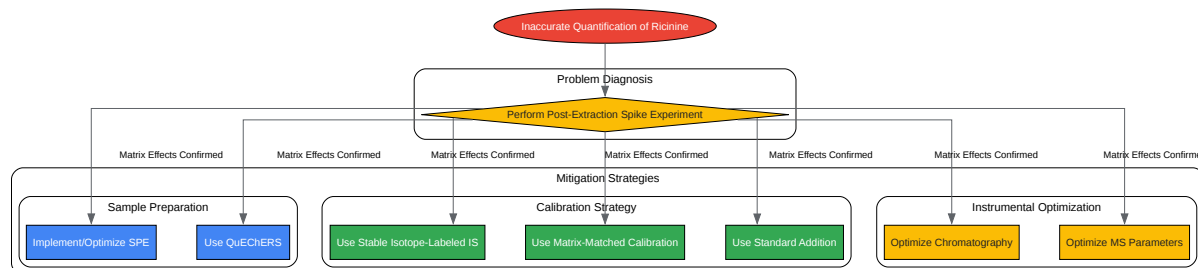 Inaccurate Quantification of Ricinine
Problem Diagnosis
Perform Post-Extraction Spike Experiment
Matrix Effects Confirmed
Matrix Effects Confirmed
Matrix Effects Confirmed
Matrix Effects Confirmed
Matrix Effects Confirmed
Matrix Effects Confirmed
Matrix Effects Confirme
Mitigation Strategies
Sample Preparation
Calibration Strategy
Instrumental Optimization
Implement/Optimize SPE
Use QuEChERS
Use Stable Isotope-Labeled IS
Use Matrix-Matched Calibration
Use Standard Addition
Optimize Chromatography
Optimize MS Parameters